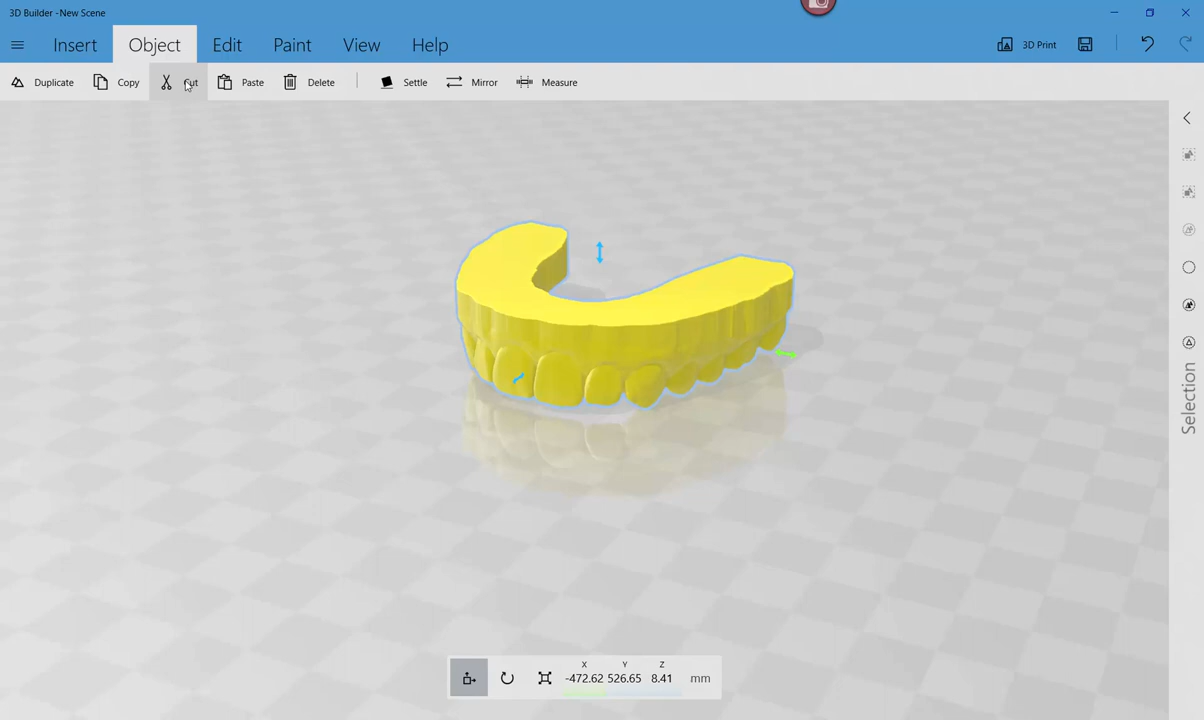 3D Builder -New Scene
Insert Object Edit Paint View Help 3D Print
Duplicate Copy Cut Paste Delete Settle Mirror Measure
Selection
X Y Z
-472.62 526.65 8.41 mm